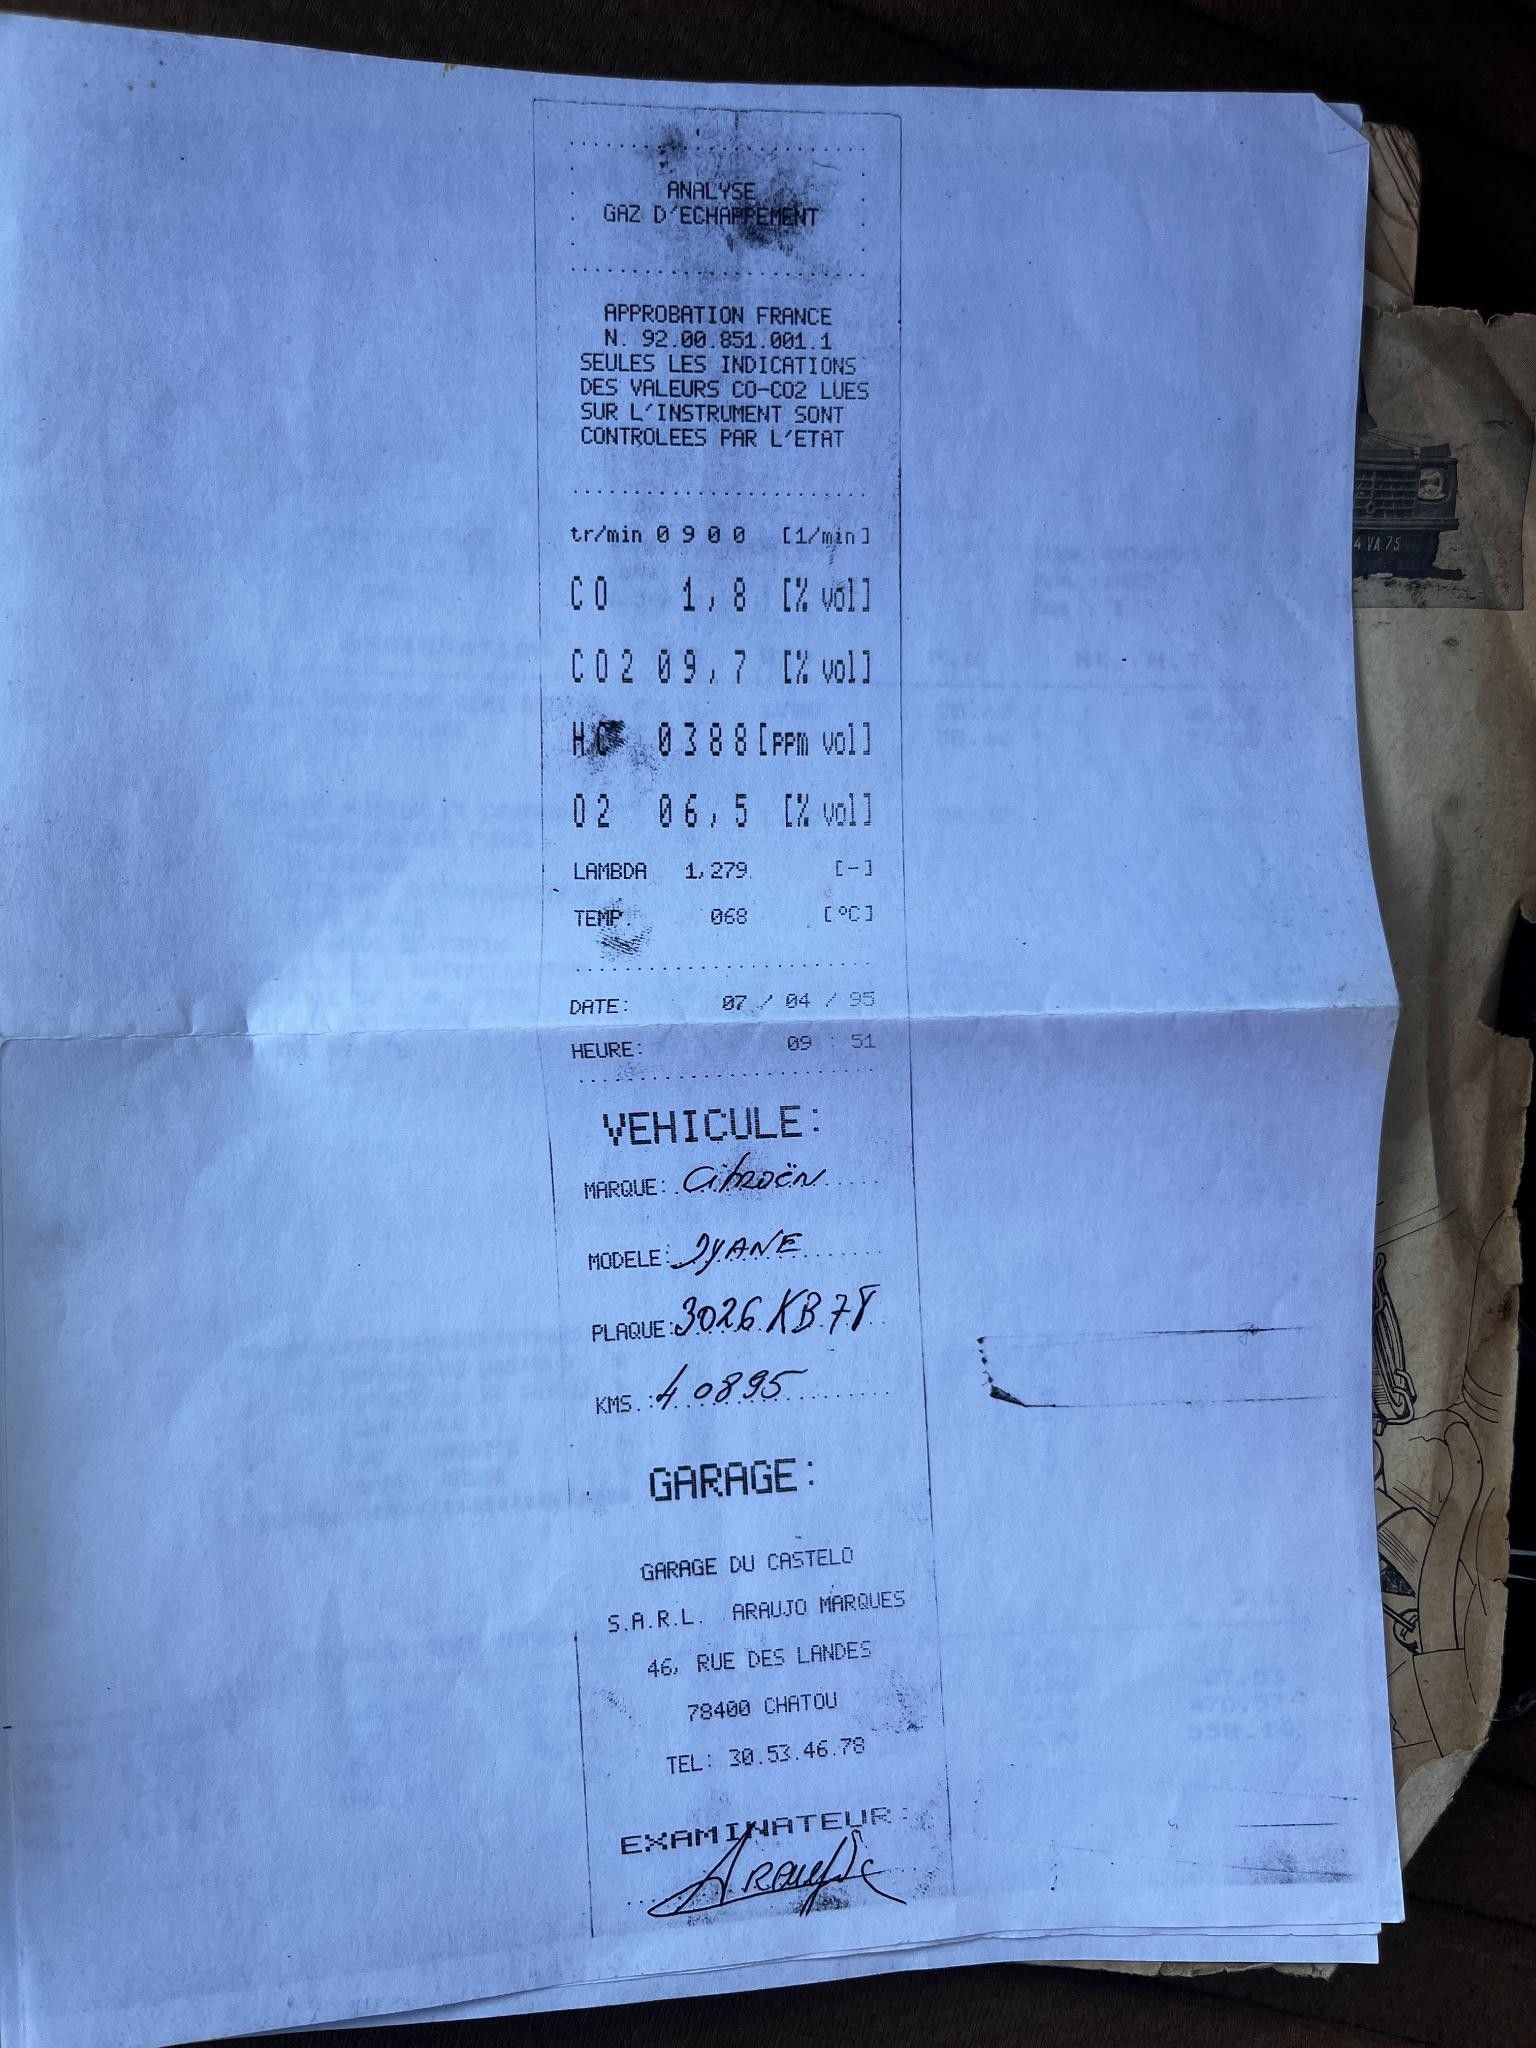 ANALYSE
GAZ D'ECHAPPEMENT
APPROBATION FRANCE
N. 92.00.851.001.1
SEULES LES INDICATIONS
DES VALEURS CO-CO2 LUES
SUR L'INSTRUMENT SONT
CONTROLEES PAR L'ETAT
tr/min 0900 [1/min]
CO 1,8 [% vol]
CO2 09,7 [% vol]
HC 0388 [ppm vol]
O2 06,5 [% vol]
LAMBDA 1,279 [-]
TEMP. 068 [°C]
DATE: 07 / 04 / 95
HEURE: 09 : 51
VEHICULE:
MARQUE: Citroën
MODELE: DYANE
PLAQUE: 3026 KB 78
KMS.: 40895
GARAGE:
GARAGE DU CASTELO
S.A.R.L. ARAUJO MARQUES
46, RUE DES LANDES
78400 CHATOU
TEL: 30.53.46.78
EXAMINATEUR:
4 VA 75